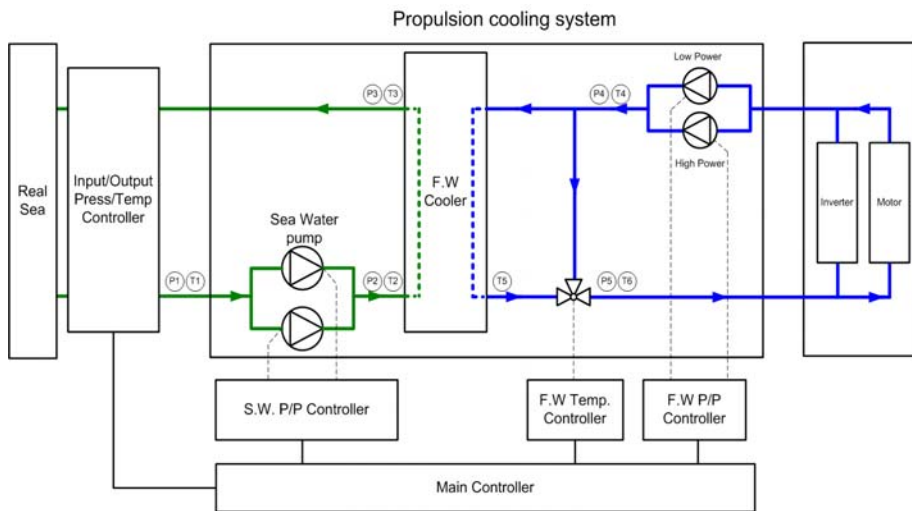 Propulsion cooling system
Real
Sea
Input/Output
Press/Temp
Controller
P3
T3
P1
T1
Sea Water
pump
P2
T2
F.W
Cooler
P4
T4
Low Power
High Power
T5
P5
T6
Inverter
Motor
S.W. P/P Controller
F.W Temp.
Controller
F.W P/P
Controller
Main Controller